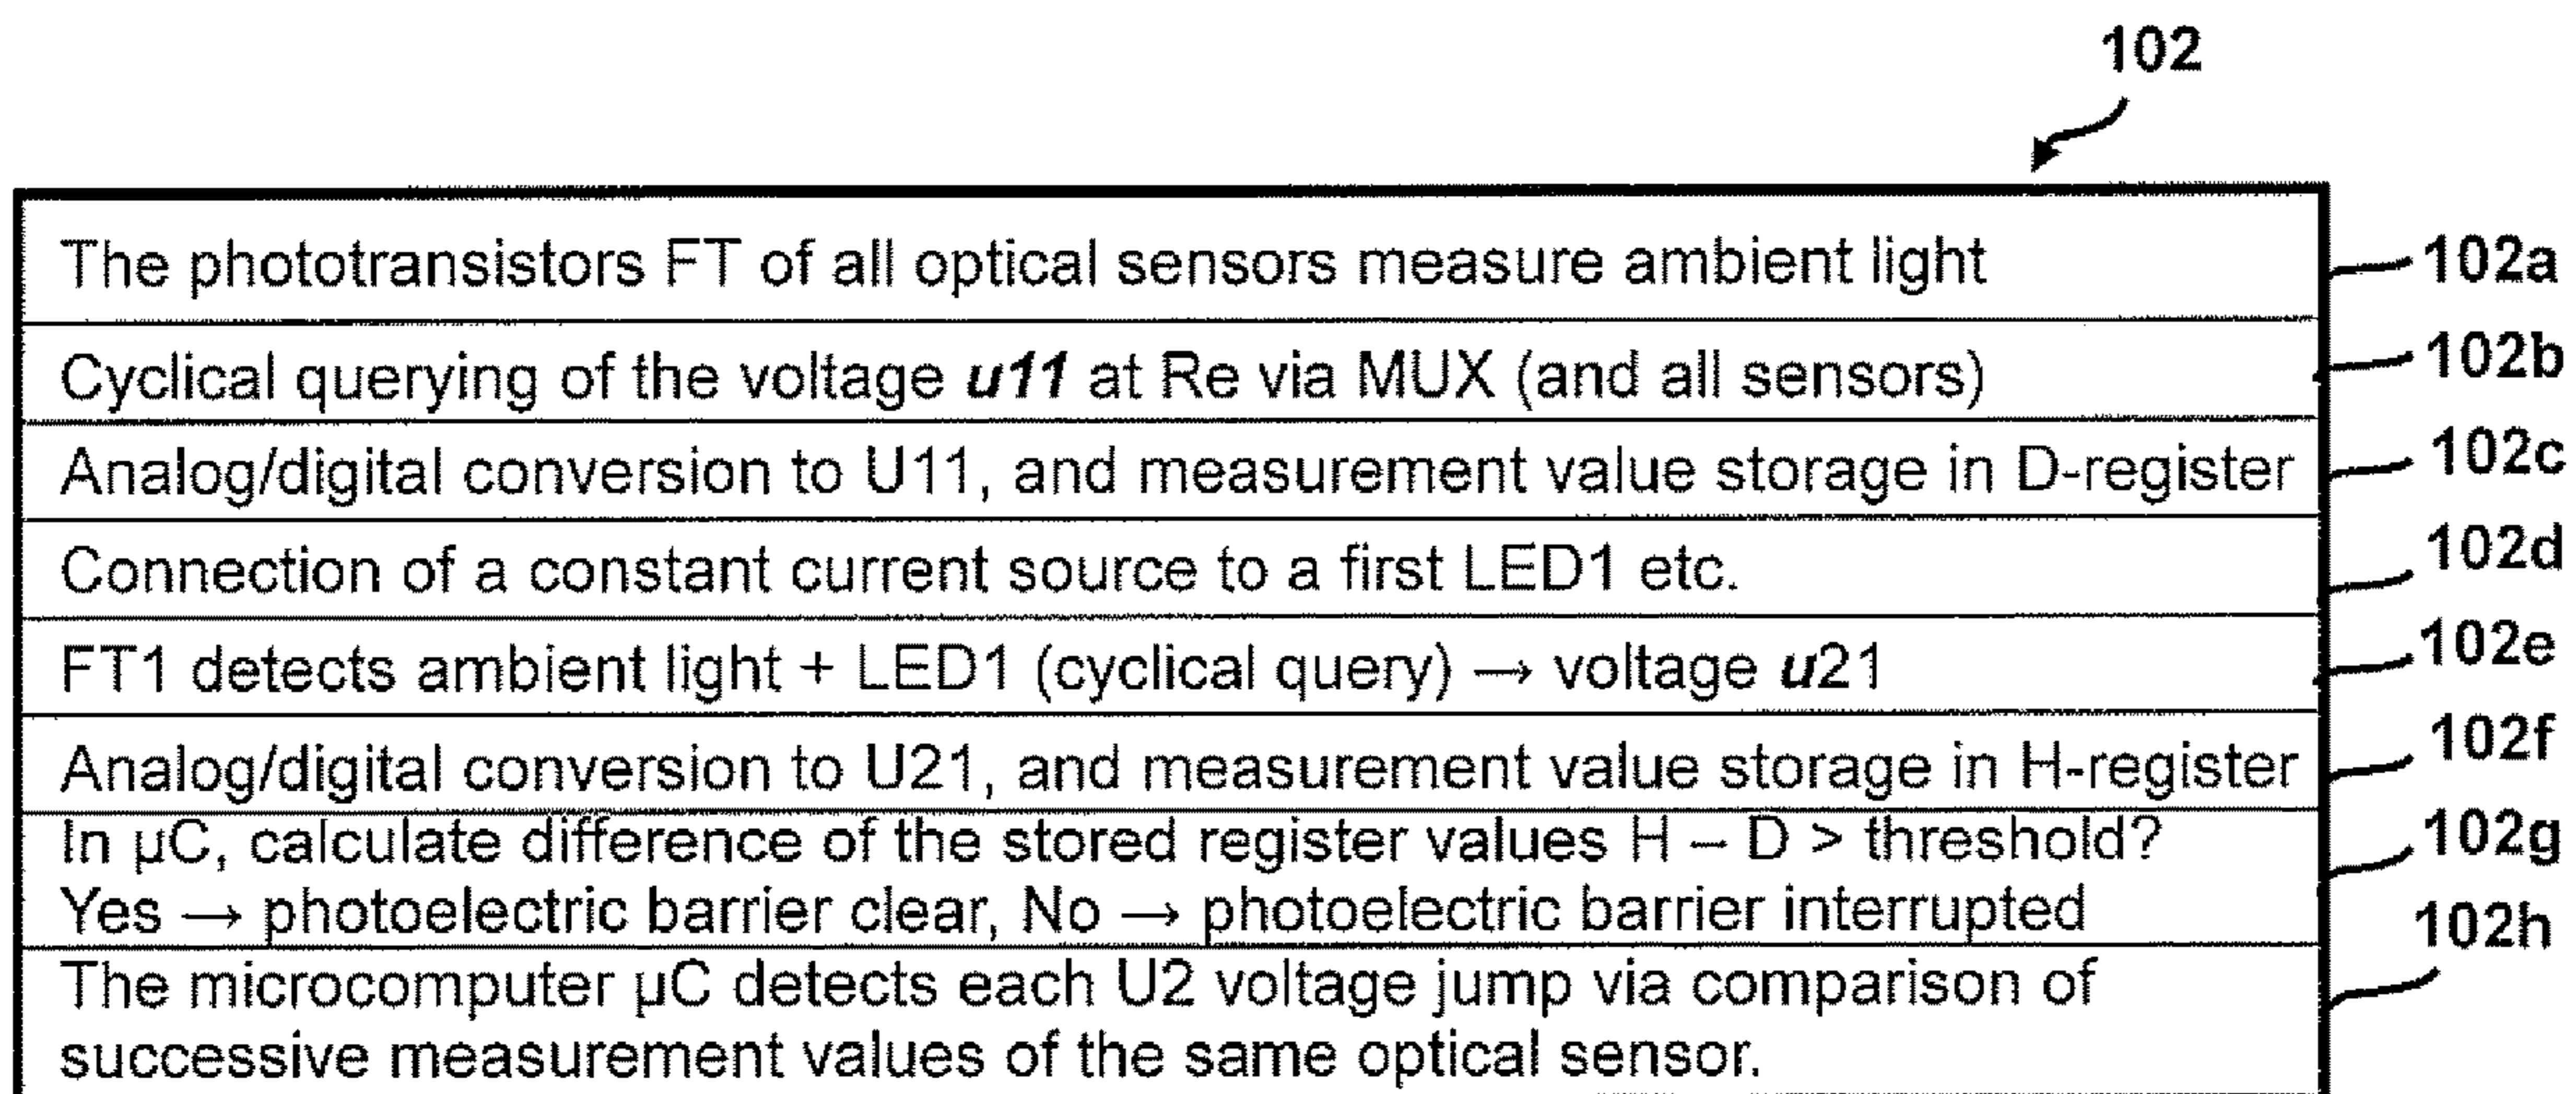 102
The phototransistors FT of all optical sensors measure ambient light 102a
Cyclical querying of the voltage u11 at Re via MUX (and all sensors) 102b
Analog/digital conversion to U11, and measurement value storage in D-register 102c
Connection of a constant current source to a first LED1 etc. 102d
FT1 detects ambient light + LED1 (cyclical query) → voltage u21 102e
Analog/digital conversion to U21, and measurement value storage in H-register 102f
In µC, calculate difference of the stored register values H – D > threshold? 102g
Yes → photoelectric barrier clear, No → photoelectric barrier interrupted
The microcomputer µC detects each U2 voltage jump via comparison of 102h
successive measurement values of the same optical sensor.